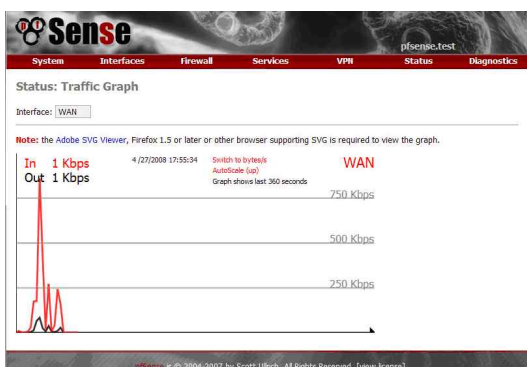 pf Sense
pfsense.test
System Interfaces Firewall Services VPN Status Diagnostics
Status: Traffic Graph
Interface: WAN
Note: the Adobe SVG Viewer, Firefox 1.5 or later or other browser supporting SVG is required to view the graph.
In 1 Kbps 4 /27/2008 17:55:34 Switch to bytes/s WAN
AutoScale (up)
Out 1 Kbps Graph shows last 360 seconds
750 Kbps
500 Kbps
250 Kbps
pfSense is © 2004-2007 by Scott Ullrich. All Rights Reserved. [view license]